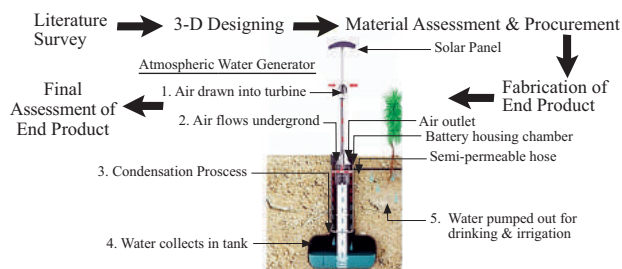 Literature
Survey
3-D Designing
Material Assessment & Procurement
Solar Panel
Atmospheric Water Generator
Final
Assessment of
End Product
1. Air drawn into turbine
Fabrication of
End Product
2. Air flows undergrond
Air outlet
Battery housing chamber
Semi-permeable hose
3. Condensation Proscess
5. Water pumped out for
drinking & irrigation
4. Water collects in tank